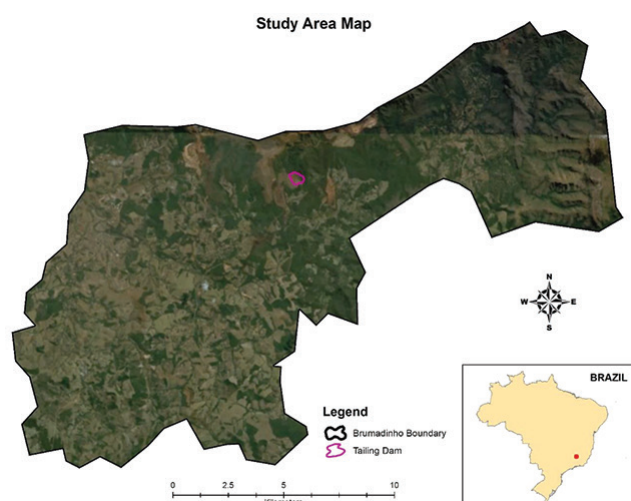 Study Area Map
N
W E
S
BRAZIL
Legend
Brumadinho Boundary
Tailing Dam
0 2.5 5 10